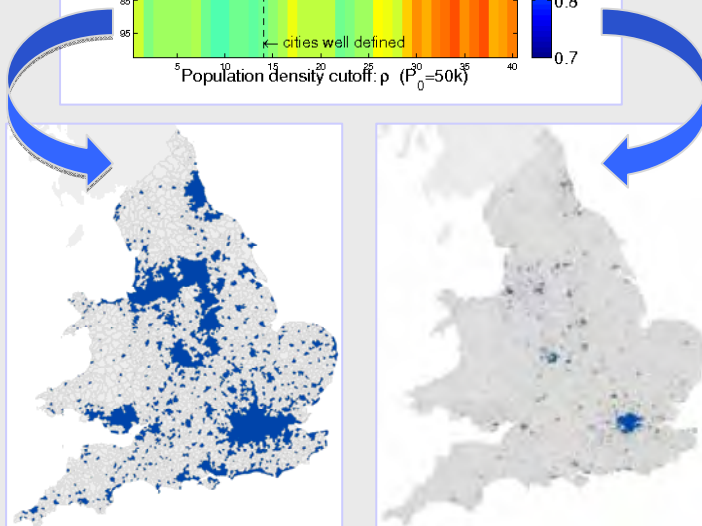 85
0.8
95
← cities well defined
0.7
5 10 15 20 25 30 35 40
Population density cutoff: ρ (P0=50k)